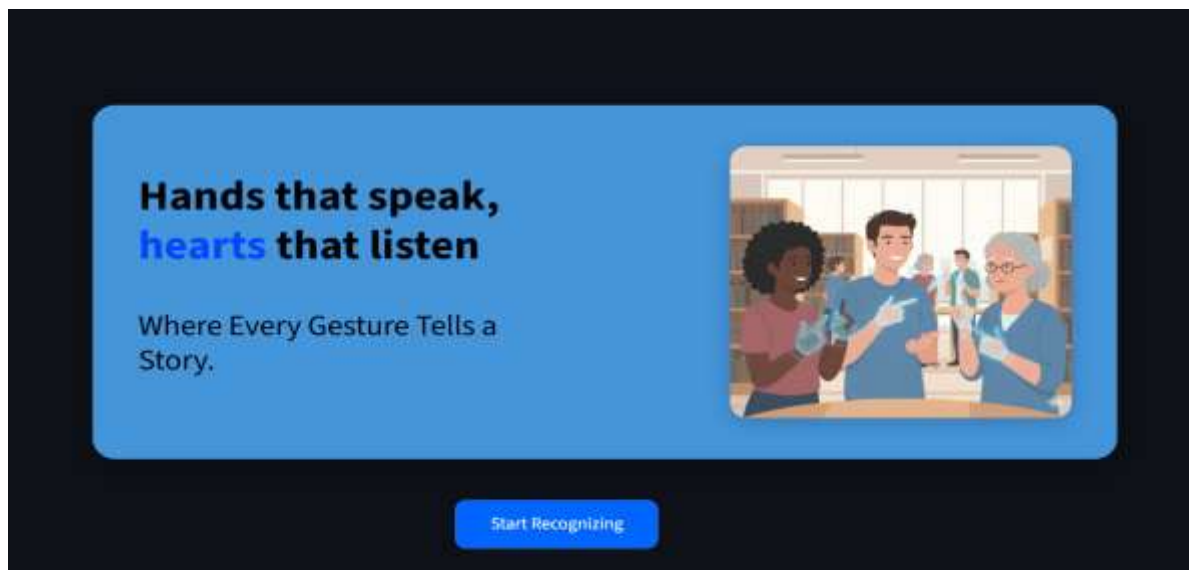 Hands that speak,
hearts that listen
Where Every Gesture Tells a
Story.
Start Recognizing